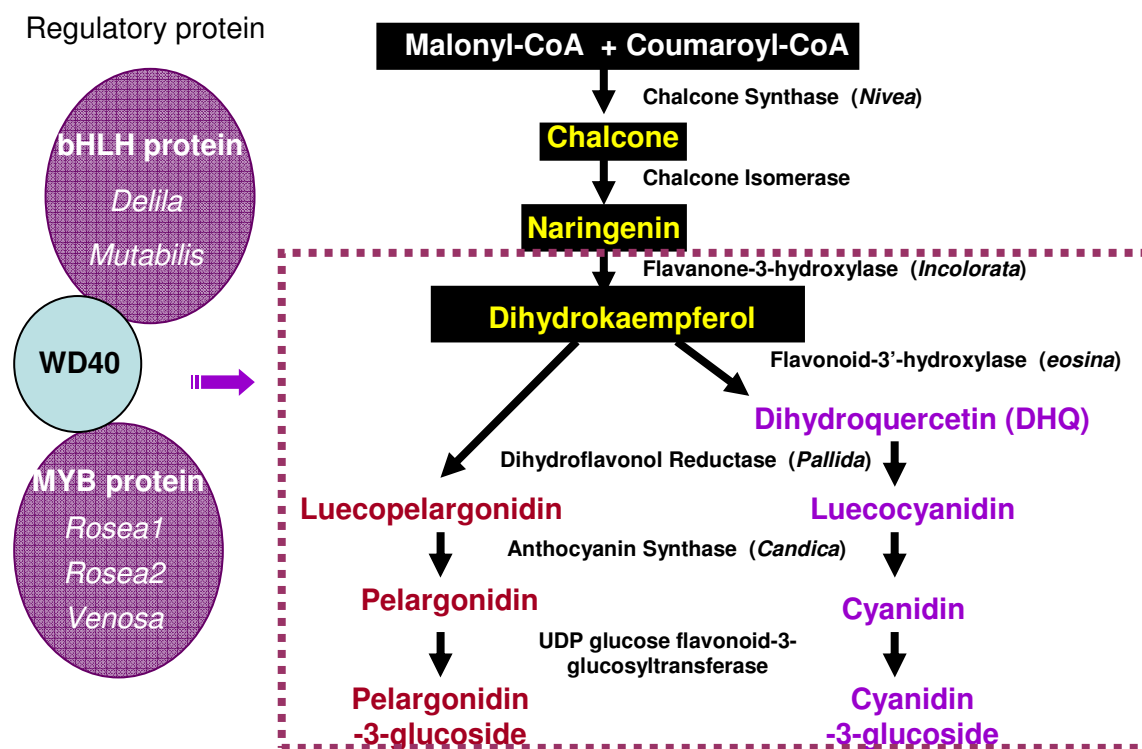 Regulatory protein
bHLH protein
Delila
Mutabilis
WD40
MYB protein
Rosea1
Rosea2
Venosa
Malonyl-CoA + Coumaroyl-CoA
Chalcone Synthase (Nivea)
Chalcone
Chalcone Isomerase
Naringenin
Flavanone-3-hydroxylase (Incolorata)
Dihydrokaempferol
Flavonoid-3’-hydroxylase (eosina)
Dihydroquercetin (DHQ)
Dihydroflavonol Reductase (Pallida)
Luecopelargonidin
Luecocyanidin
Anthocyanin Synthase (Candica)
Pelargonidin
Cyanidin
UDP glucose flavonoid-3-
glucosyltransferase
Pelargonidin
-3-glucoside
Cyanidin
-3-glucoside